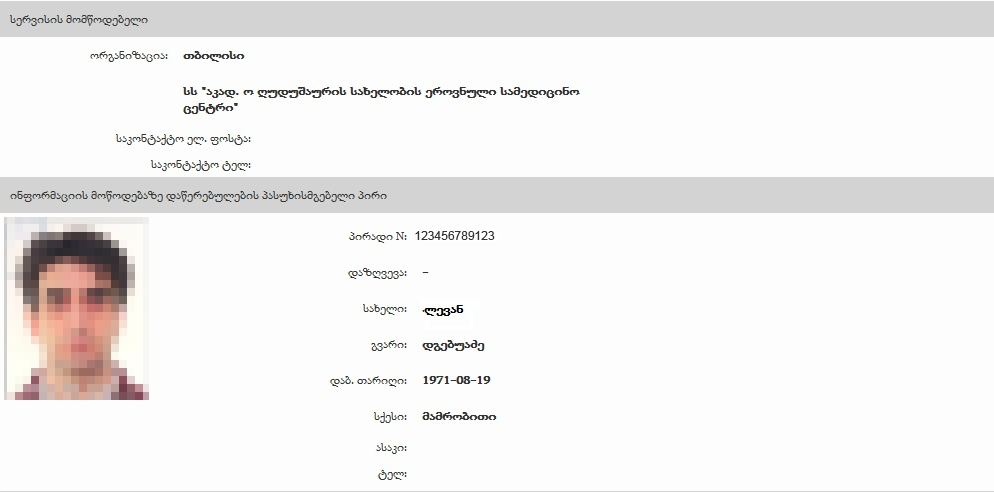 სერვისის მომწოდებელი
ორგანიზაცია: თბილისი
სს "აკად. ო ღუდუშაურის სახელობის ეროვნული სამედიცინო
ცენტრი"
საკონტაქტო ელ. ფოსტა:
საკონტაქტო ტელ:
ინფორმაციის მოწოდებაზე დაწერებულების პასუხისმგებელი პირი
პირადი N: 123456789123
დაზღვევა: –
სახელი: ლევან
გვარი: დგებუაძე
დაბ. თარიღი: 1971-08-19
სქესი: მამრობითი
ასაკი:
ტელ: